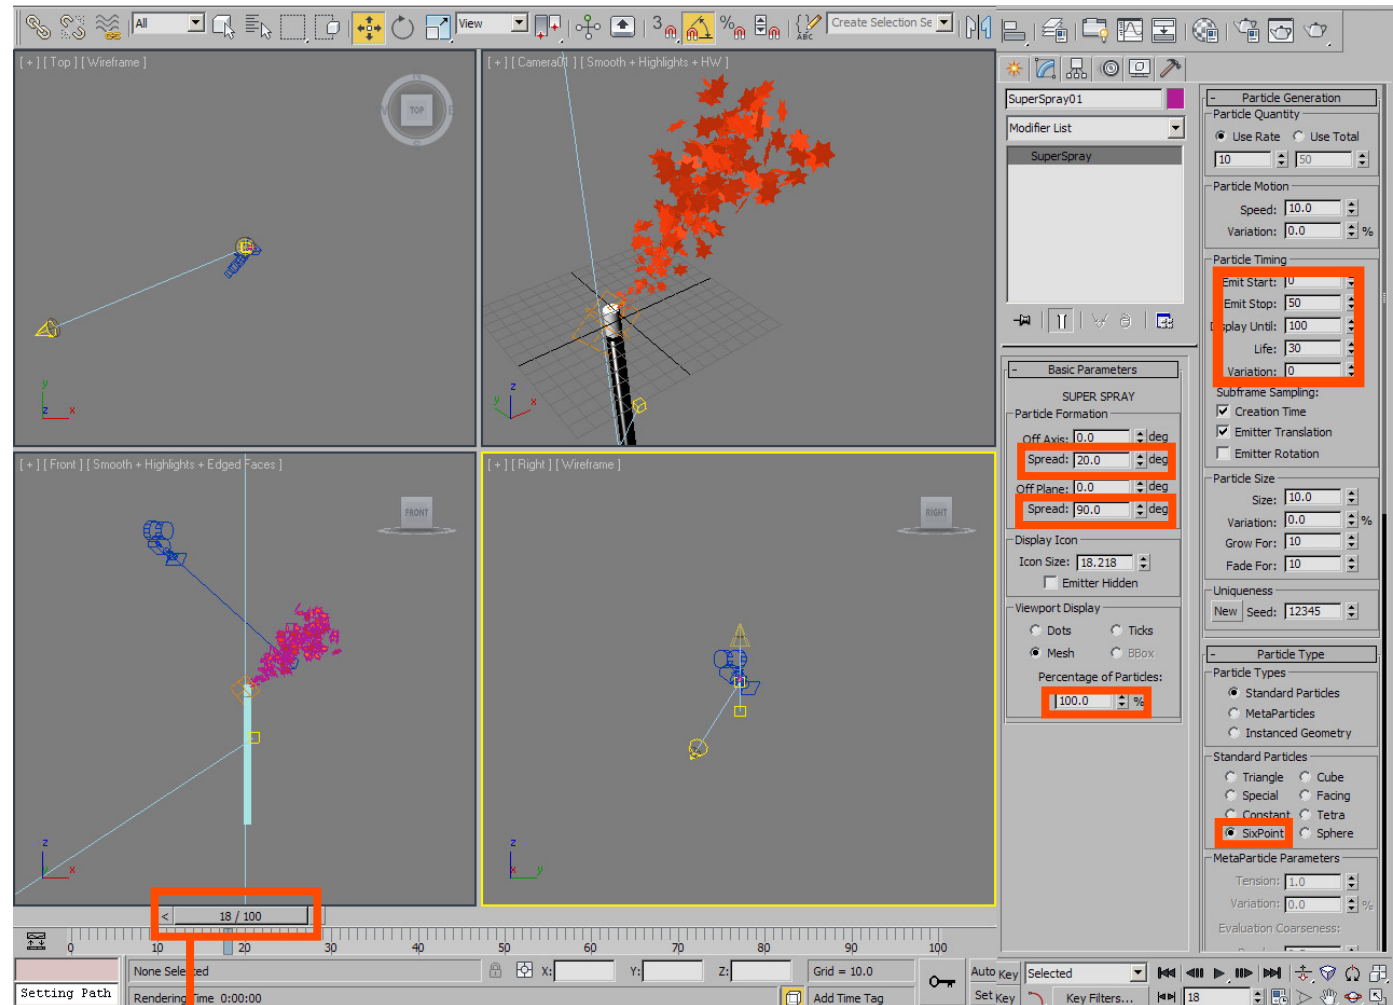 All
View
3
%
ABC
Create Selection Se
[ + ] [ Top ] [ Wireframe ]
TOP
y
z
x
[ + ] [ Camera01 ] [ Smooth + Highlights + HW ]
z
y
x
[ + ] [ Front ] [ Smooth + Highlights + Edged Faces ]
FRONT
z
y
x
[ + ] [ Right ] [ Wireframe ]
RIGHT
z
x
y
SuperSpray01
Modifier List
SuperSpray
- Basic Parameters
SUPER SPRAY
Particle Formation
Off Axis: 0.0 deg
Spread: 20.0 deg
Off Plane: 0.0 deg
Spread: 90.0 deg
Display Icon
Icon Size: 18.218
Emitter Hidden
Viewport Display
Dots Ticks
Mesh BBox
Percentage of Particles:
100.0 %
- Particle Generation
Particle Quantity
Use Rate Use Total
10 50
Particle Motion
Speed: 10.0
Variation: 0.0 %
Particle Timing
Emit Start: 0
Emit Stop: 50
Display Until: 100
Life: 30
Variation: 0
Subframe Sampling:
Creation Time
Emitter Translation
Emitter Rotation
Particle Size
Size: 10.0
Variation: 0.0 %
Grow For: 10
Fade For: 10
Uniqueness
New Seed: 12345
- Particle Type
Particle Types
Standard Particles
MetaParticles
Instanced Geometry
Standard Particles
Triangle Cube
Special Facing
Constant Tetra
SixPoint Sphere
MetaParticle Parameters
Tension: 1.0
Variation: 0.0 %
Evaluation Coarseness:
< 18 / 100
0 10 20 30 40 50 60 70 80 90 100
None Selected X: Y: Z: Grid = 10.0
Setting Path Rendering Time 0:00:00 Add Time Tag
Auto Key Selected
Set Key Key Filters... 18